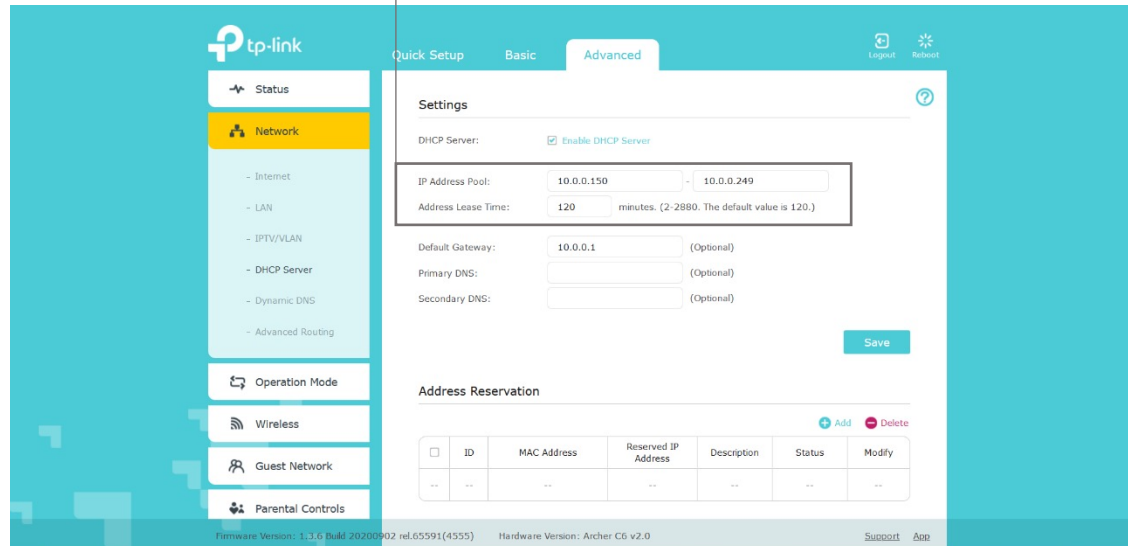 tp-link
Quick Setup Basic Advanced Logout Reboot
Status
Network
- Internet
- LAN
- IPTV/VLAN
- DHCP Server
- Dynamic DNS
- Advanced Routing
Operation Mode
Wireless
Guest Network
Parental Controls
Settings
DHCP Server: Enable DHCP Server
IP Address Pool: 10.0.0.150 - 10.0.0.249
Address Lease Time: 120 minutes. (2-2880. The default value is 120.)
Default Gateway: 10.0.0.1 (Optional)
Primary DNS: (Optional)
Secondary DNS: (Optional)
Save
Address Reservation
Add Delete
ID MAC Address Reserved IP Address Description Status Modify
-- -- -- -- -- -- --
Firmware Version: 1.3.6 Build 20200902 rel.65591(4555) Hardware Version: Archer C6 v2.0 Support App